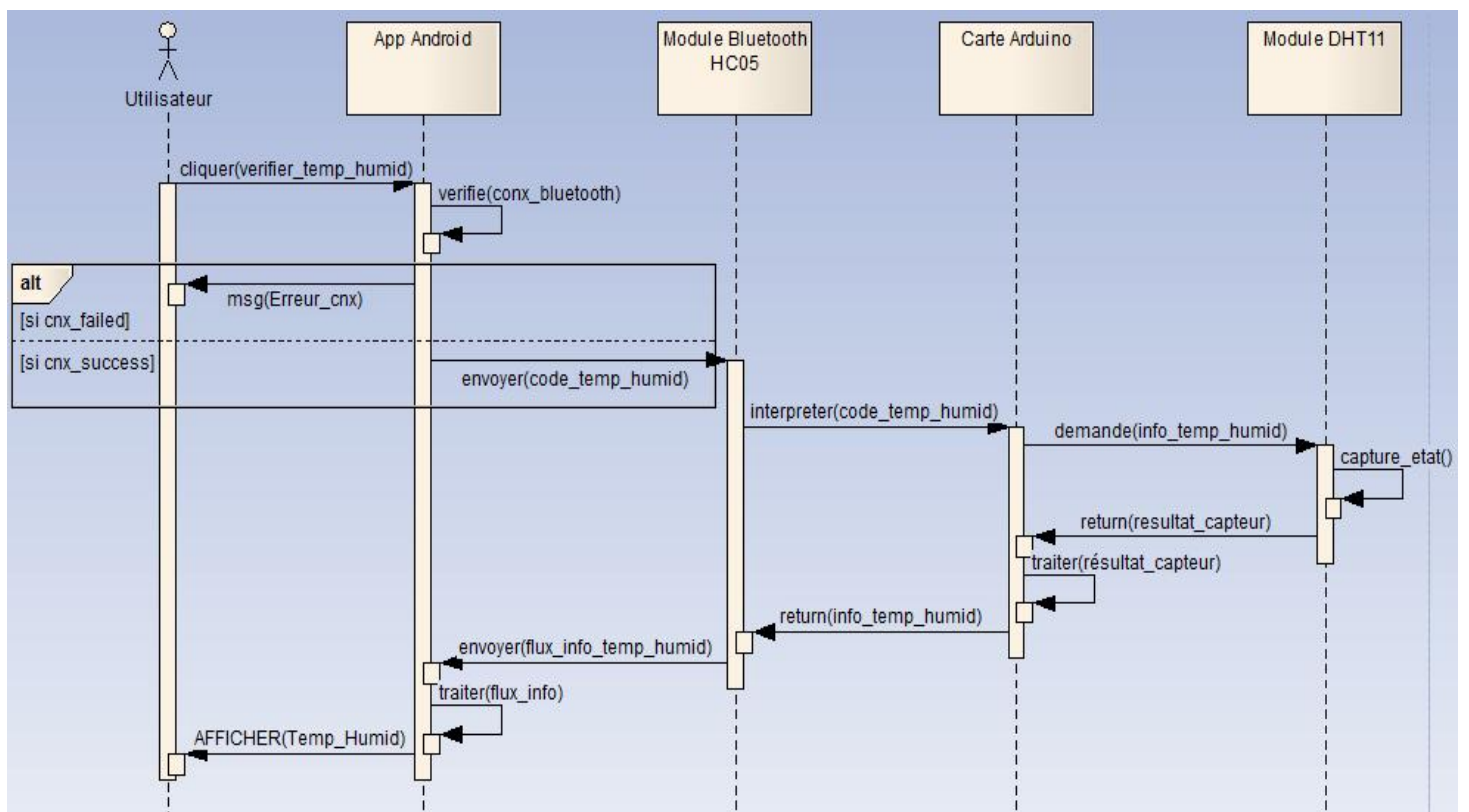 Utilisateur
App Android
Module Bluetooth
HC05
Carte Arduino
Module DHT11
cliquer(verifier_temp_humid)
verifie(conx_bluetooth)
alt
msg(Erreur_cnx)
[si cnx_failed]
[si cnx_success]
envoyer(code_temp_humid)
interpreter(code_temp_humid)
demande(info_temp_humid)
capture_etat()
return(resultat_capteur)
traiter(résultat_capteur)
return(info_temp_humid)
envoyer(flux_info_temp_humid)
traiter(flux_info)
AFFICHER(Temp_Humid)